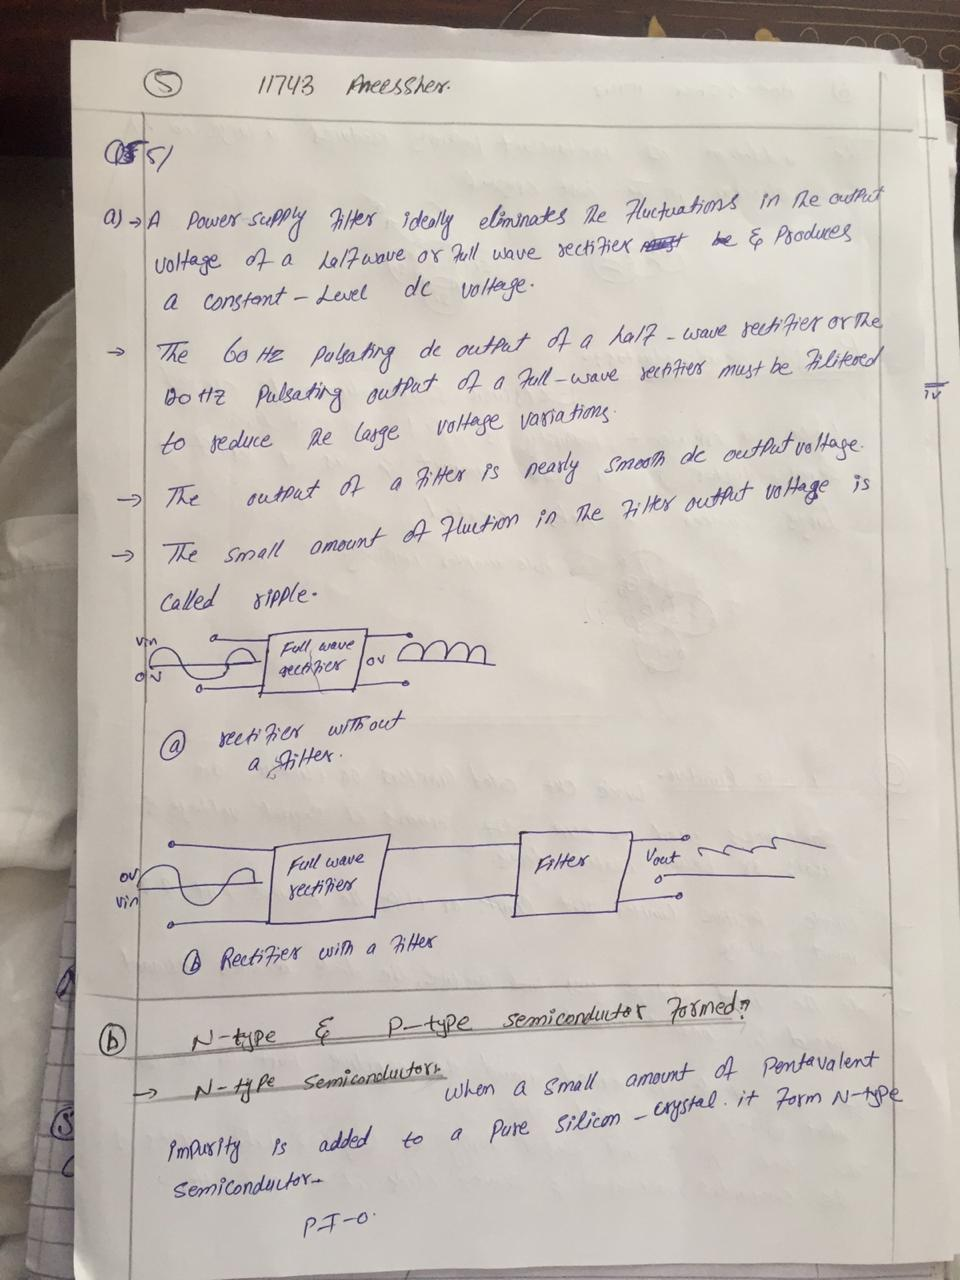 5 11743 Aneessher.
Q5/
a) → A Power supply filter ideally eliminates the Fluctuations in the output
voltage of a halfwave or full wave rectifier be & Produces
a constant - Level dc voltage.
→ The 60 Hz Pulsating dc output of a half - wave rectifier or the
120 Hz Pulsating output of a full-wave rectifier must be filitered
to reduce the large voltage variations.
→ The output of a filter is nearly smooth dc output voltage.
→ The small amount of fluction in the filter output voltage is
called ripple.
Vin
0V
Full wave
rectifier
0V
a rectifier without
a filter.
0V
Vin
Full wave
rectifier
Filter
Vout
0
b Rectifier with a filter
b N-type & P-type semiconductor formed?
→ N-type Semiconductor:
When a small amount of Pentavalent
impurity is added to a Pure Silicon - crystal. it form N-type
Semiconductor.
P-T-O.
iv